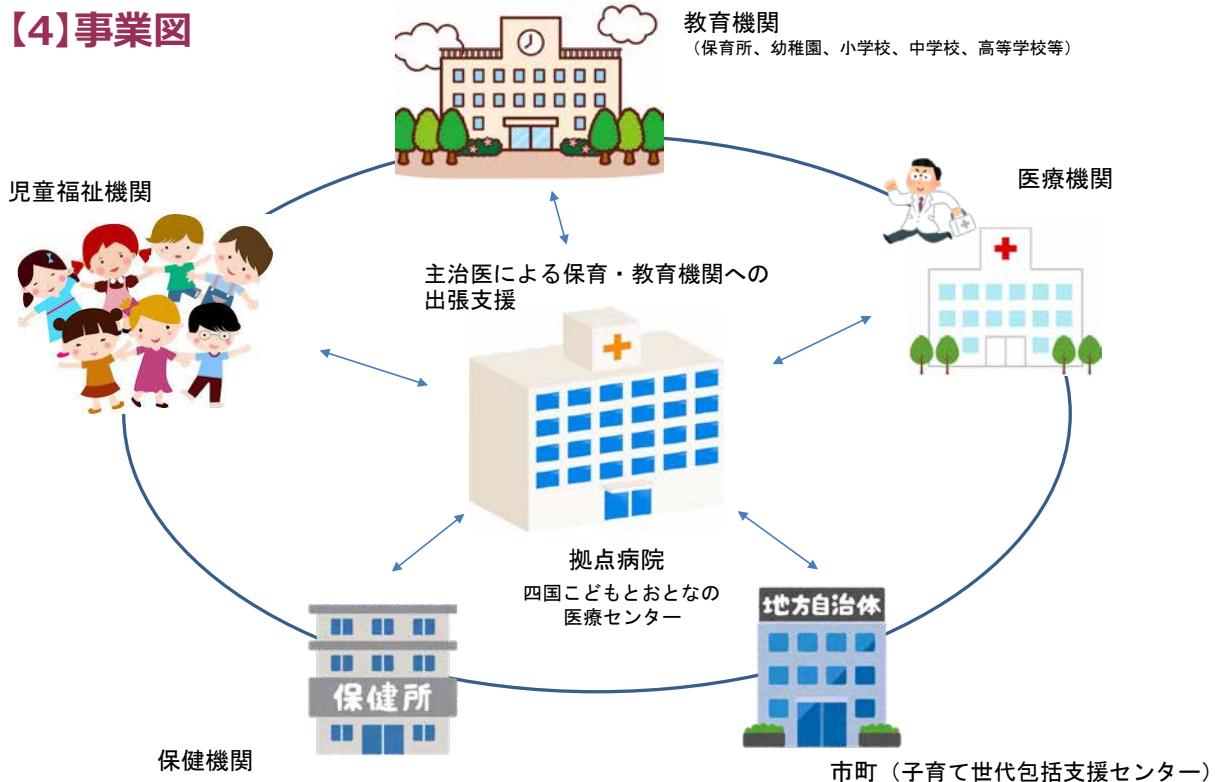 【4】事業図
教育機関
（保育所、幼稚園、小学校、中学校、高等学校等）
児童福祉機関
医療機関
主治医による保育・教育機関への
出張支援
拠点病院
四国こどもとおとなの
医療センター
地方自治体
保健所
保健機関
市町（子育て世代包括支援センター）